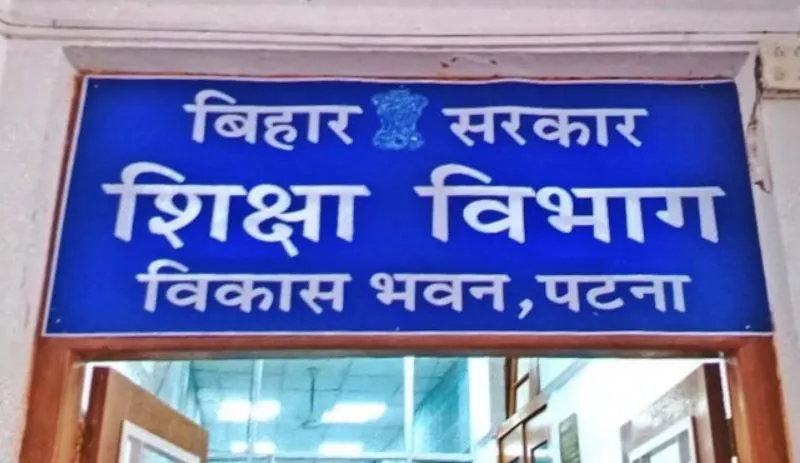 बिहार सरकार
शिक्षा विभाग
विकास भवन, पटना